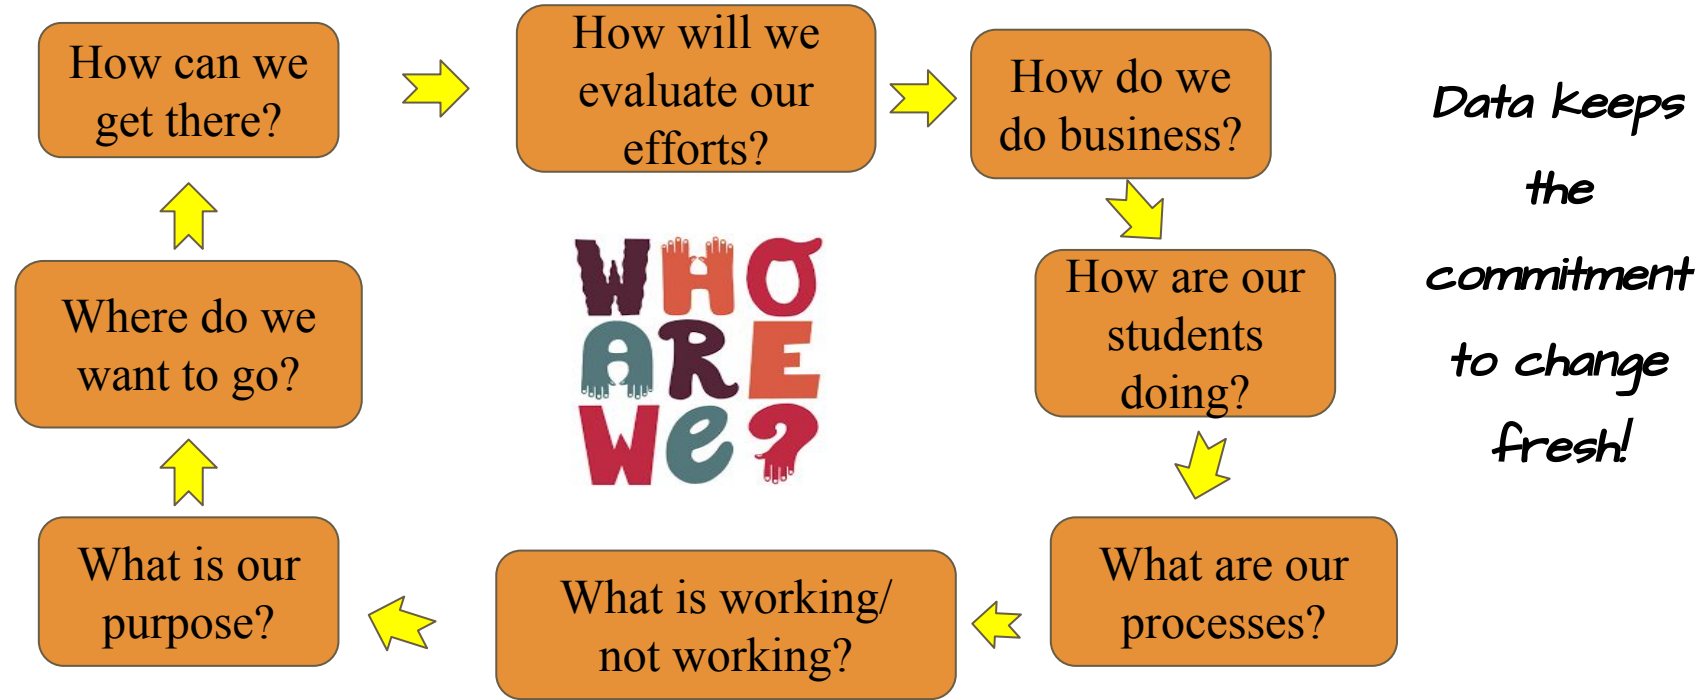 How can we
get there?
How will we
evaluate our
efforts?
How do we
do business?
How are our
students
doing?
What are our
processes?
What is working/
not working?
What is our
purpose?
Where do we
want to go?
WHO
ARE
We?
Data keeps
the
commitment
to change
fresh!